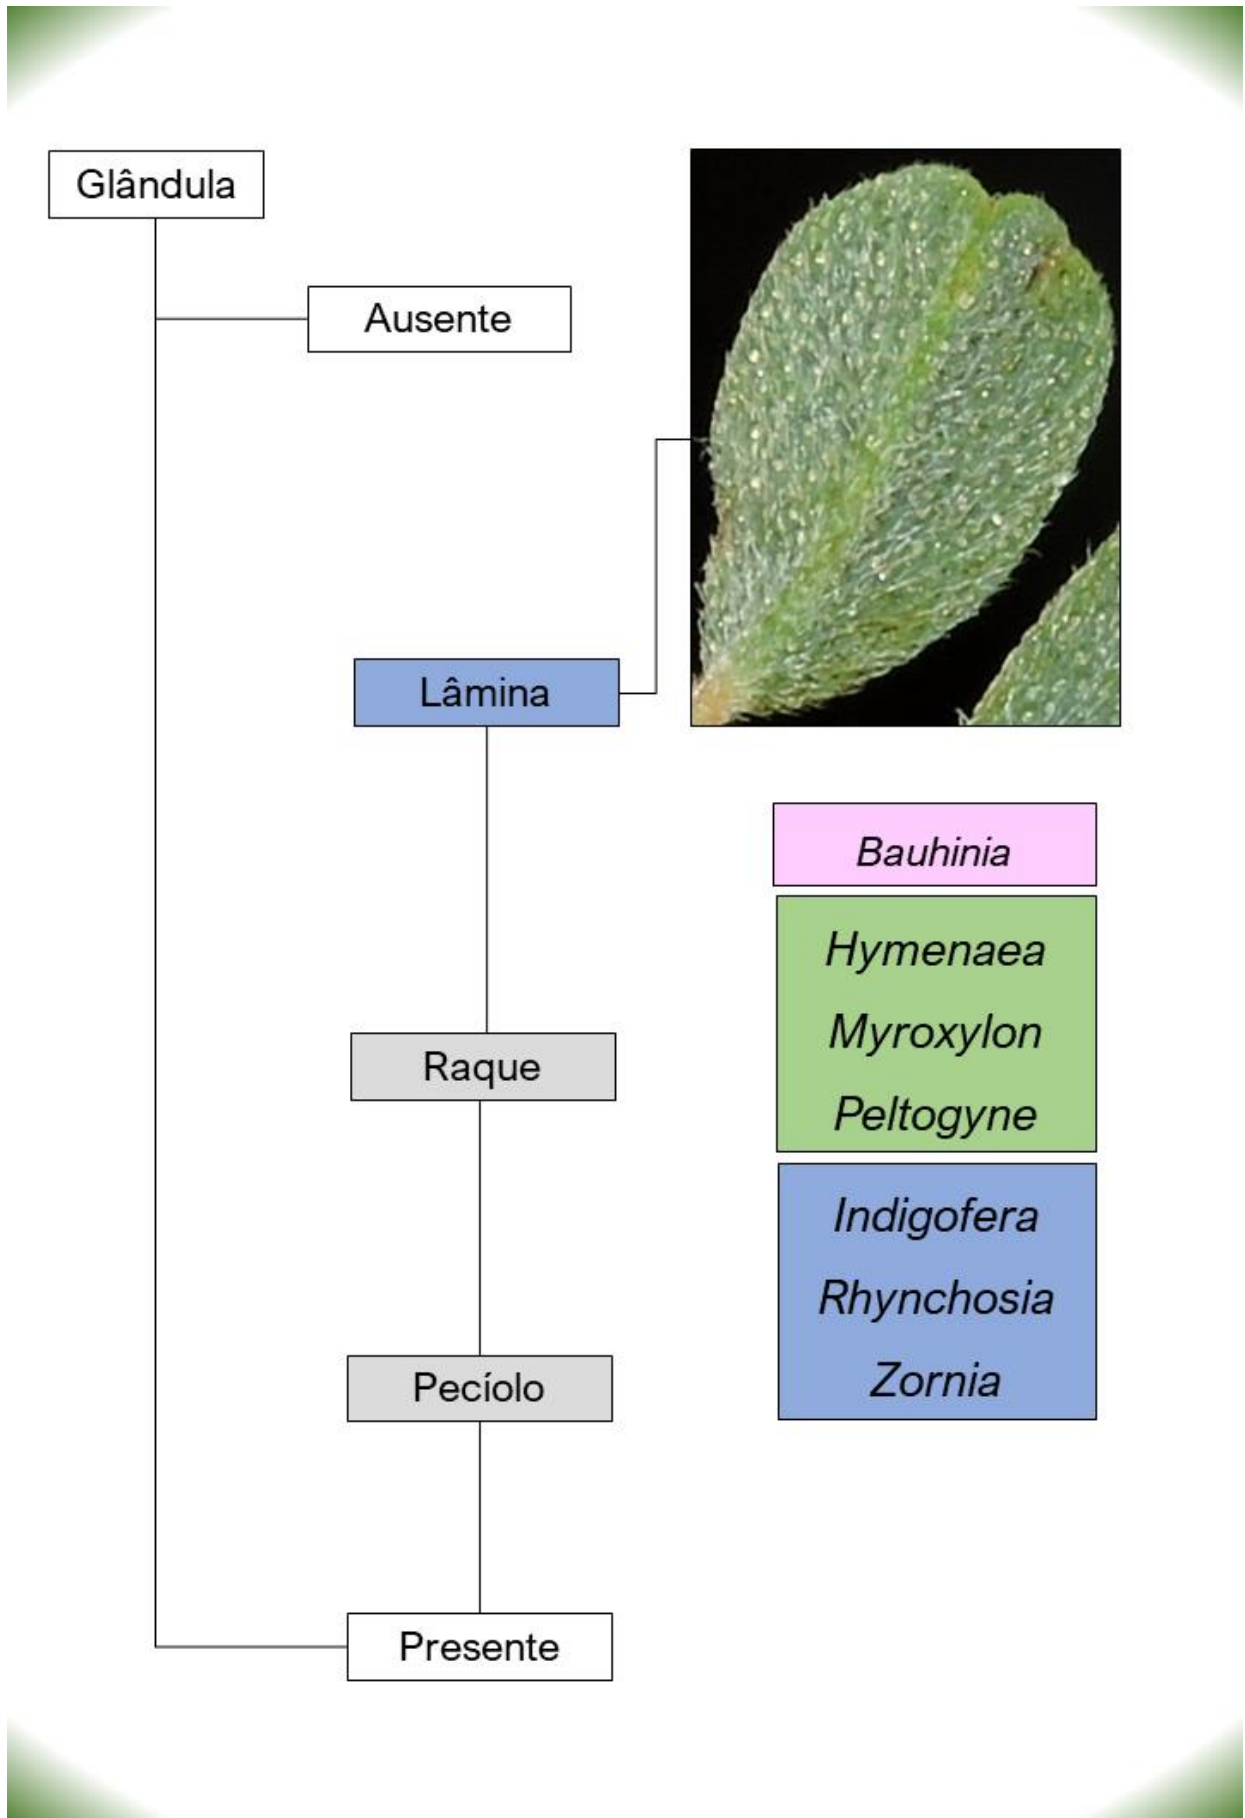 Glândula
Ausente
Lâmina
Bauhinia
Hymenaea
Raque
Myroxylon
Peltogyne
Indigofera
Rhynchosia
Pecíolo
Zornia
Presente